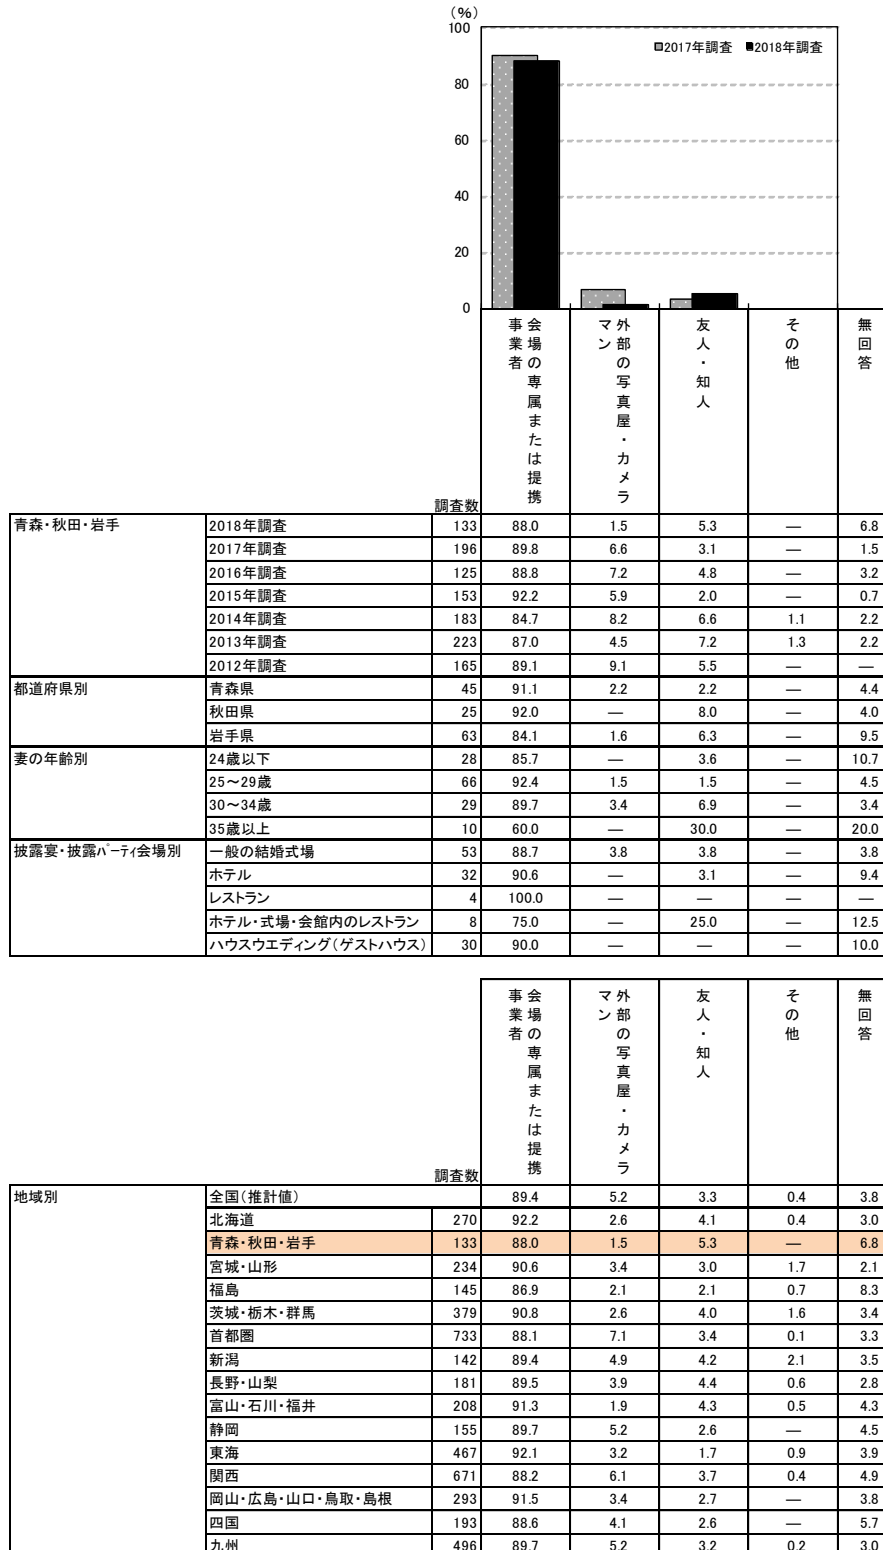 (%)
100
80
60
40
20
0
2017年調査 2018年調査
会場の専属または提携
事業者
外部の写真屋・カメラ
マン
友人・知人
その他
無回答
調査数
青森・秋田・岩手 2018年調査 133 88.0 1.5 5.3 — 6.8
2017年調査 196 89.8 6.6 3.1 — 1.5
2016年調査 125 88.8 7.2 4.8 — 3.2
2015年調査 153 92.2 5.9 2.0 — 0.7
2014年調査 183 84.7 8.2 6.6 1.1 2.2
2013年調査 223 87.0 4.5 7.2 1.3 2.2
2012年調査 165 89.1 9.1 5.5 — —
都道府県別 青森県 45 91.1 2.2 2.2 — 4.4
秋田県 25 92.0 — 8.0 — 4.0
岩手県 63 84.1 1.6 6.3 — 9.5
妻の年齢別 24歳以下 28 85.7 — 3.6 — 10.7
25～29歳 66 92.4 1.5 1.5 — 4.5
30～34歳 29 89.7 3.4 6.9 — 3.4
35歳以上 10 60.0 — 30.0 — 20.0
披露宴・披露ﾊﾟｰﾃｨ会場別 一般の結婚式場 53 88.7 3.8 3.8 — 3.8
ホテル 32 90.6 — 3.1 — 9.4
レストラン 4 100.0 — — — —
ホテル・式場・会館内のレストラン 8 75.0 — 25.0 — 12.5
ハウスウエディング(ゲストハウス) 30 90.0 — — — 10.0
会場の専属または提携
事業者
外部の写真屋・カメラ
マン
友人・知人
その他
無回答
調査数
地域別 全国(推計値) 89.4 5.2 3.3 0.4 3.8
北海道 270 92.2 2.6 4.1 0.4 3.0
青森・秋田・岩手 133 88.0 1.5 5.3 — 6.8
宮城・山形 234 90.6 3.4 3.0 1.7 2.1
福島 145 86.9 2.1 2.1 0.7 8.3
茨城・栃木・群馬 379 90.8 2.6 4.0 1.6 3.4
首都圏 733 88.1 7.1 3.4 0.1 3.3
新潟 142 89.4 4.9 4.2 2.1 3.5
長野・山梨 181 89.5 3.9 4.4 0.6 2.8
富山・石川・福井 208 91.3 1.9 4.3 0.5 4.3
静岡 155 89.7 5.2 2.6 — 4.5
東海 467 92.1 3.2 1.7 0.9 3.9
関西 671 88.2 6.1 3.7 0.4 4.9
岡山・広島・山口・鳥取・島根 293 91.5 3.4 2.7 — 3.8
四国 193 88.6 4.1 2.6 — 5.7
九州 496 89.7 5.2 3.2 0.2 3.0